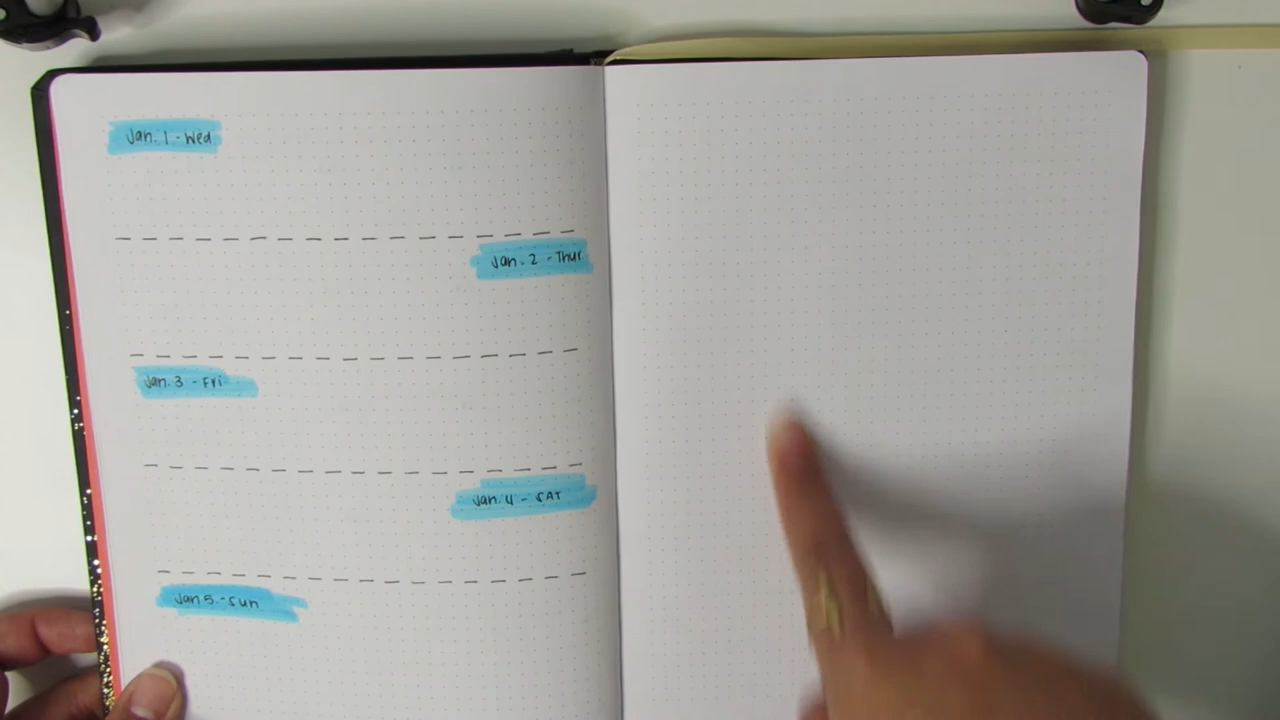 Jan. 1 - Wed
Jan. 2 - Thur
Jan. 3 - Fri
Jan. 4 - SAT
Jan 5. - Sun